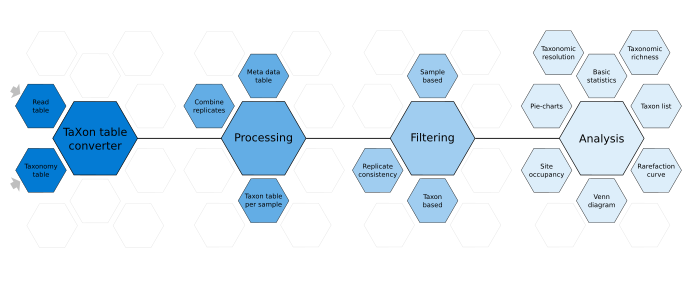 Read
table
Taxonomy
table
TaXon table
converter
Meta data
table
Combine
replicates
Processing
Taxon table
per sample
Sample
based
Filtering
Replicate
consistency
Taxon
based
Taxonomic
resolution
Taxonomic
richness
Basic
statistics
Pie-charts
Taxon list
Analysis
Site
occupancy
Rarefaction
curve
Venn
diagram